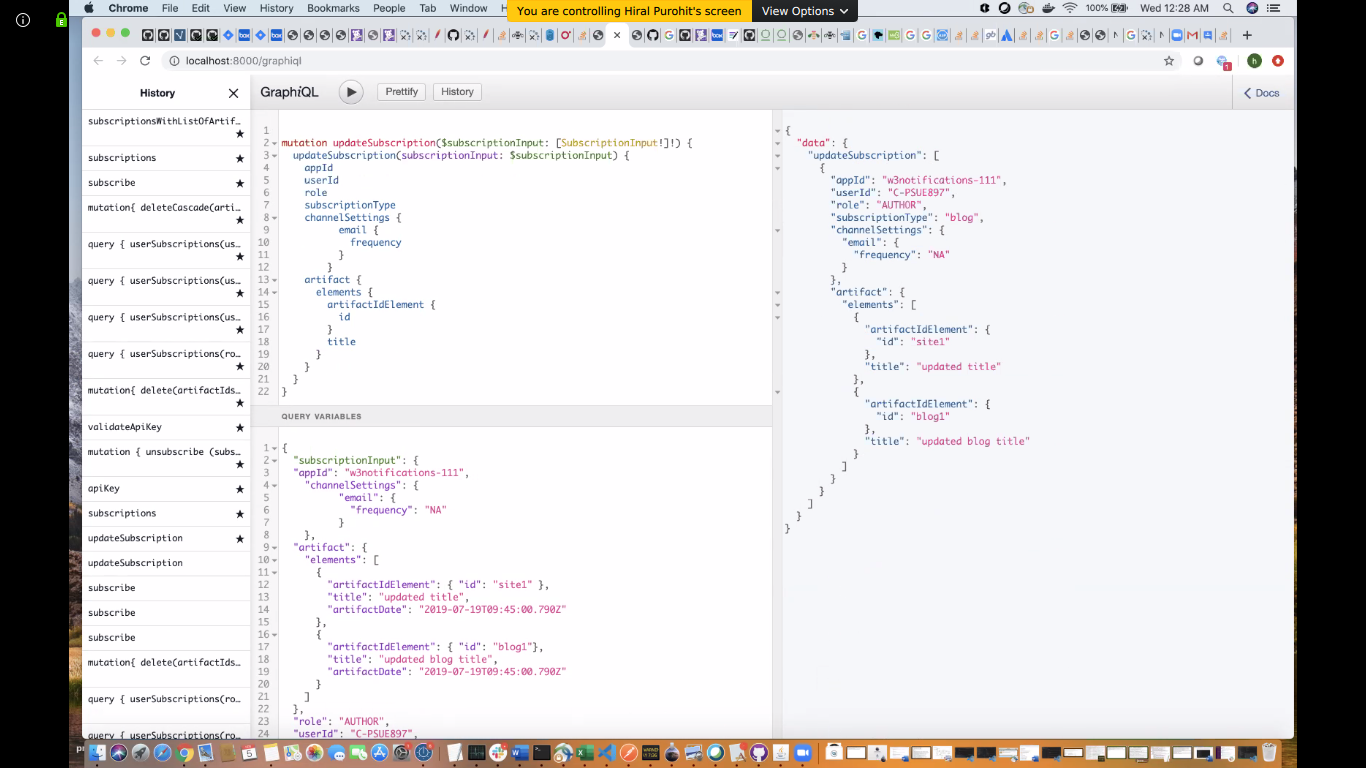 You are controlling Hiral Purohit's screen
View Options
Chrome File Edit View History Bookmarks People Tab Window
100%
Wed 12:28 AM
localhost:8000/graphiql
History
GraphiQL
Prettify
History
Docs
subscriptionsWithListOfArtif…
subscriptions
subscribe
mutation{ deleteCascade(arti…
query { userSubscriptions(us…
query { userSubscriptions(us…
query { userSubscriptions(us…
query { userSubscriptions(ro…
mutation{ delete(artifactIds…
validateApiKey
mutation { unsubscribe (subs…
apiKey
subscriptions
updateSubscription
updateSubscription
subscribe
subscribe
subscribe
mutation{ delete(artifactIds…
query { userSubscriptions(ro…
query { userSubscriptions(ro…
1
2 mutation updateSubscription($subscriptionInput: [SubscriptionInput!]!) {
3 updateSubscription(subscriptionInput: $subscriptionInput) {
4 appId
5 userId
6 role
7 subscriptionType
8 channelSettings {
9 email {
10 frequency
11 }
12 }
13 artifact {
14 elements {
15 artifactIdElement {
16 id
17 }
18 title
19 }
20 }
21 }
22 }
QUERY VARIABLES
1 {
2 "subscriptionInput": {
3 "appId": "w3notifications-111",
4 "channelSettings": {
5 "email": {
6 "frequency": "NA"
7 }
8 },
9 "artifact": {
10 "elements": [
11 {
12 "artifactIdElement": { "id": "site1" },
13 "title": "updated title",
14 "artifactDate": "2019-07-19T09:45:00.790Z"
15 },
16 {
17 "artifactIdElement": { "id": "blog1"},
18 "title": "updated blog title",
19 "artifactDate": "2019-07-19T09:45:00.790Z"
20 }
21 ]
22 },
23 "role": "AUTHOR",
24 "userId": "C-PSUE897",
{
"data": {
"updateSubscription": [
{
"appId": "w3notifications-111",
"userId": "C-PSUE897",
"role": "AUTHOR",
"subscriptionType": "blog",
"channelSettings": {
"email": {
"frequency": "NA"
}
},
"artifact": {
"elements": [
{
"artifactIdElement": {
"id": "site1"
},
"title": "updated title"
},
{
"artifactIdElement": {
"id": "blog1"
},
"title": "updated blog title"
}
]
}
}
]
}
}